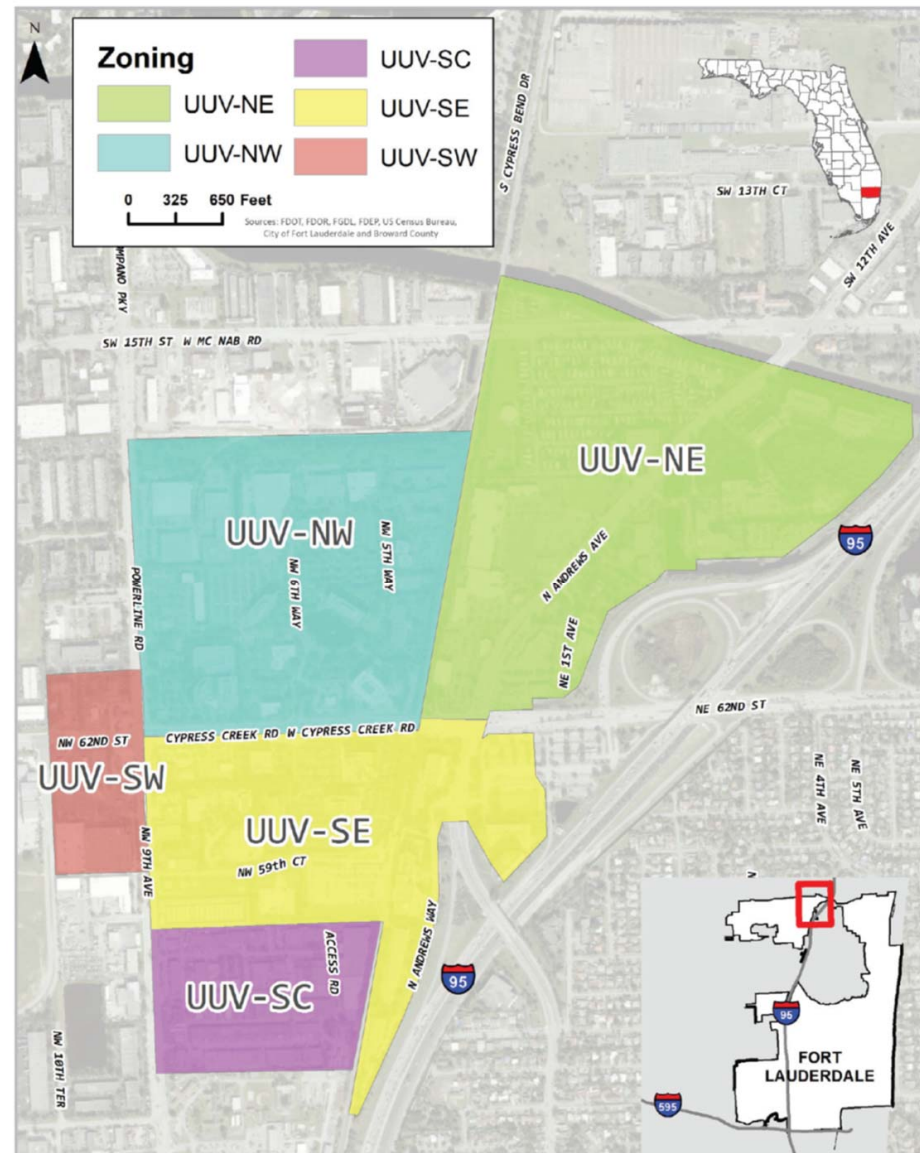 N
Zoning
UUV-NE
UUV-NW
UUV-SC
UUV-SE
UUV-SW
0 325 650 Feet
Sources: FDOT, FDOR, FGDL, FDEP, US Census Bureau,
City of Fort Lauderdale and Broward County
S CYPRESS BEND DR
SW 13TH CT
SW 12TH AVE
MPANO PKY
SW 15TH ST W MC NAB RD
UUV-NE
UUV-NW
NW 5TH WAY
NW 6TH WAY
N ANDREWS AVE
95
POWERLINE RD
NE 1ST AVE
NE 62ND ST
CYPRESS CREEK RD W CYPRESS CREEK RD
NW 62ND ST
UUV-SW
UUV-SE
NE 4TH AVE
NE 5TH AVE
NW 9TH AVE
NW 59th CT
N
ACCESS RD
N ANDREWS WAY
95
UUV-SC
95
NW 10TH TER
FORT
LAUDERDALE
595